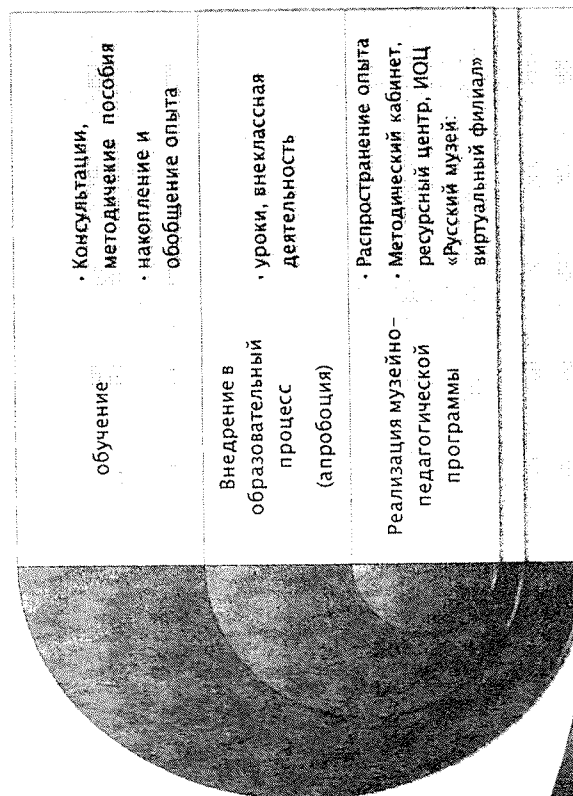 обучение
• Консультации,
методичекие пособия
• накопление и
обобщение опыта
Внедрение в
образовательный
процесс
(апробоция)
• уроки, внеклассная
деятельность
Реализация музейно–
педагогической
программы
• Распространение опыта
• Методический кабинет,
ресурсный центр, ИОЦ
«Русский музей:
виртуальный филиал»